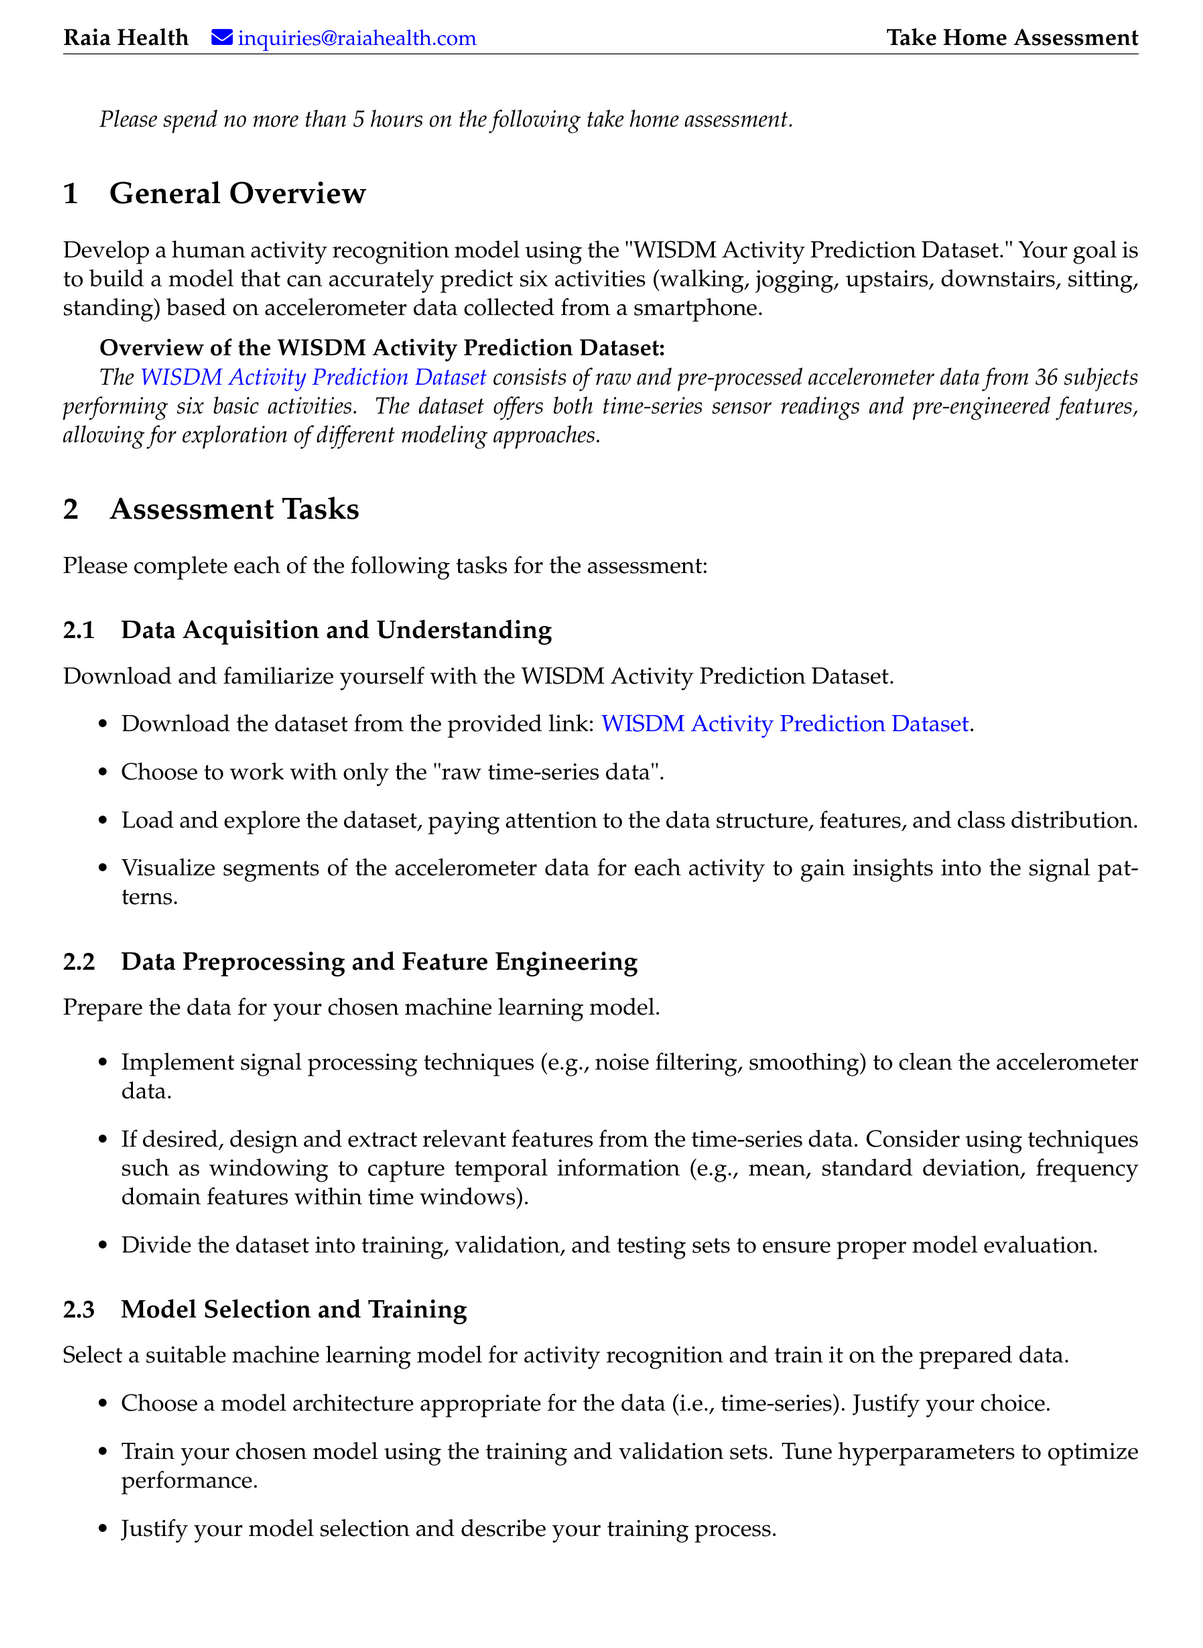 Raia Health inquiries@raiahealth.com Take Home Assessment
Please spend no more than 5 hours on the following take home assessment.
1 General Overview
Develop a human activity recognition model using the "WISDM Activity Prediction Dataset." Your goal is
to build a model that can accurately predict six activities (walking, jogging, upstairs, downstairs, sitting,
standing) based on accelerometer data collected from a smartphone.
Overview of the WISDM Activity Prediction Dataset:
The WISDM Activity Prediction Dataset consists of raw and pre-processed accelerometer data from 36 subjects
performing six basic activities. The dataset offers both time-series sensor readings and pre-engineered features,
allowing for exploration of different modeling approaches.
2 Assessment Tasks
Please complete each of the following tasks for the assessment:
2.1 Data Acquisition and Understanding
Download and familiarize yourself with the WISDM Activity Prediction Dataset.
• Download the dataset from the provided link: WISDM Activity Prediction Dataset.
• Choose to work with only the "raw time-series data".
• Load and explore the dataset, paying attention to the data structure, features, and class distribution.
• Visualize segments of the accelerometer data for each activity to gain insights into the signal pat-
terns.
2.2 Data Preprocessing and Feature Engineering
Prepare the data for your chosen machine learning model.
• Implement signal processing techniques (e.g., noise filtering, smoothing) to clean the accelerometer
data.
• If desired, design and extract relevant features from the time-series data. Consider using techniques
such as windowing to capture temporal information (e.g., mean, standard deviation, frequency
domain features within time windows).
• Divide the dataset into training, validation, and testing sets to ensure proper model evaluation.
2.3 Model Selection and Training
Select a suitable machine learning model for activity recognition and train it on the prepared data.
• Choose a model architecture appropriate for the data (i.e., time-series). Justify your choice.
• Train your chosen model using the training and validation sets. Tune hyperparameters to optimize
performance.
• Justify your model selection and describe your training process.